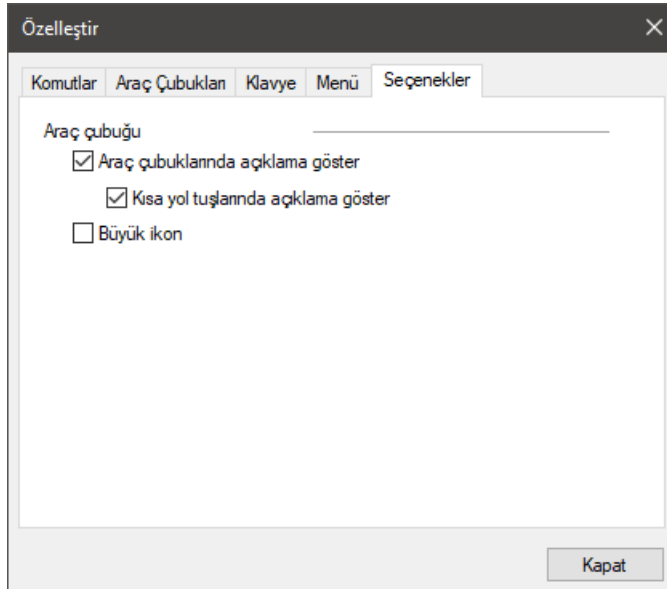 Özelleştir
Komutlar Araç Çubukları Klavye Menü Seçenekler
Araç çubuğu
Araç çubuklarında açıklama göster
Kısa yol tuşlarında açıklama göster
Büyük ikon
Kapat